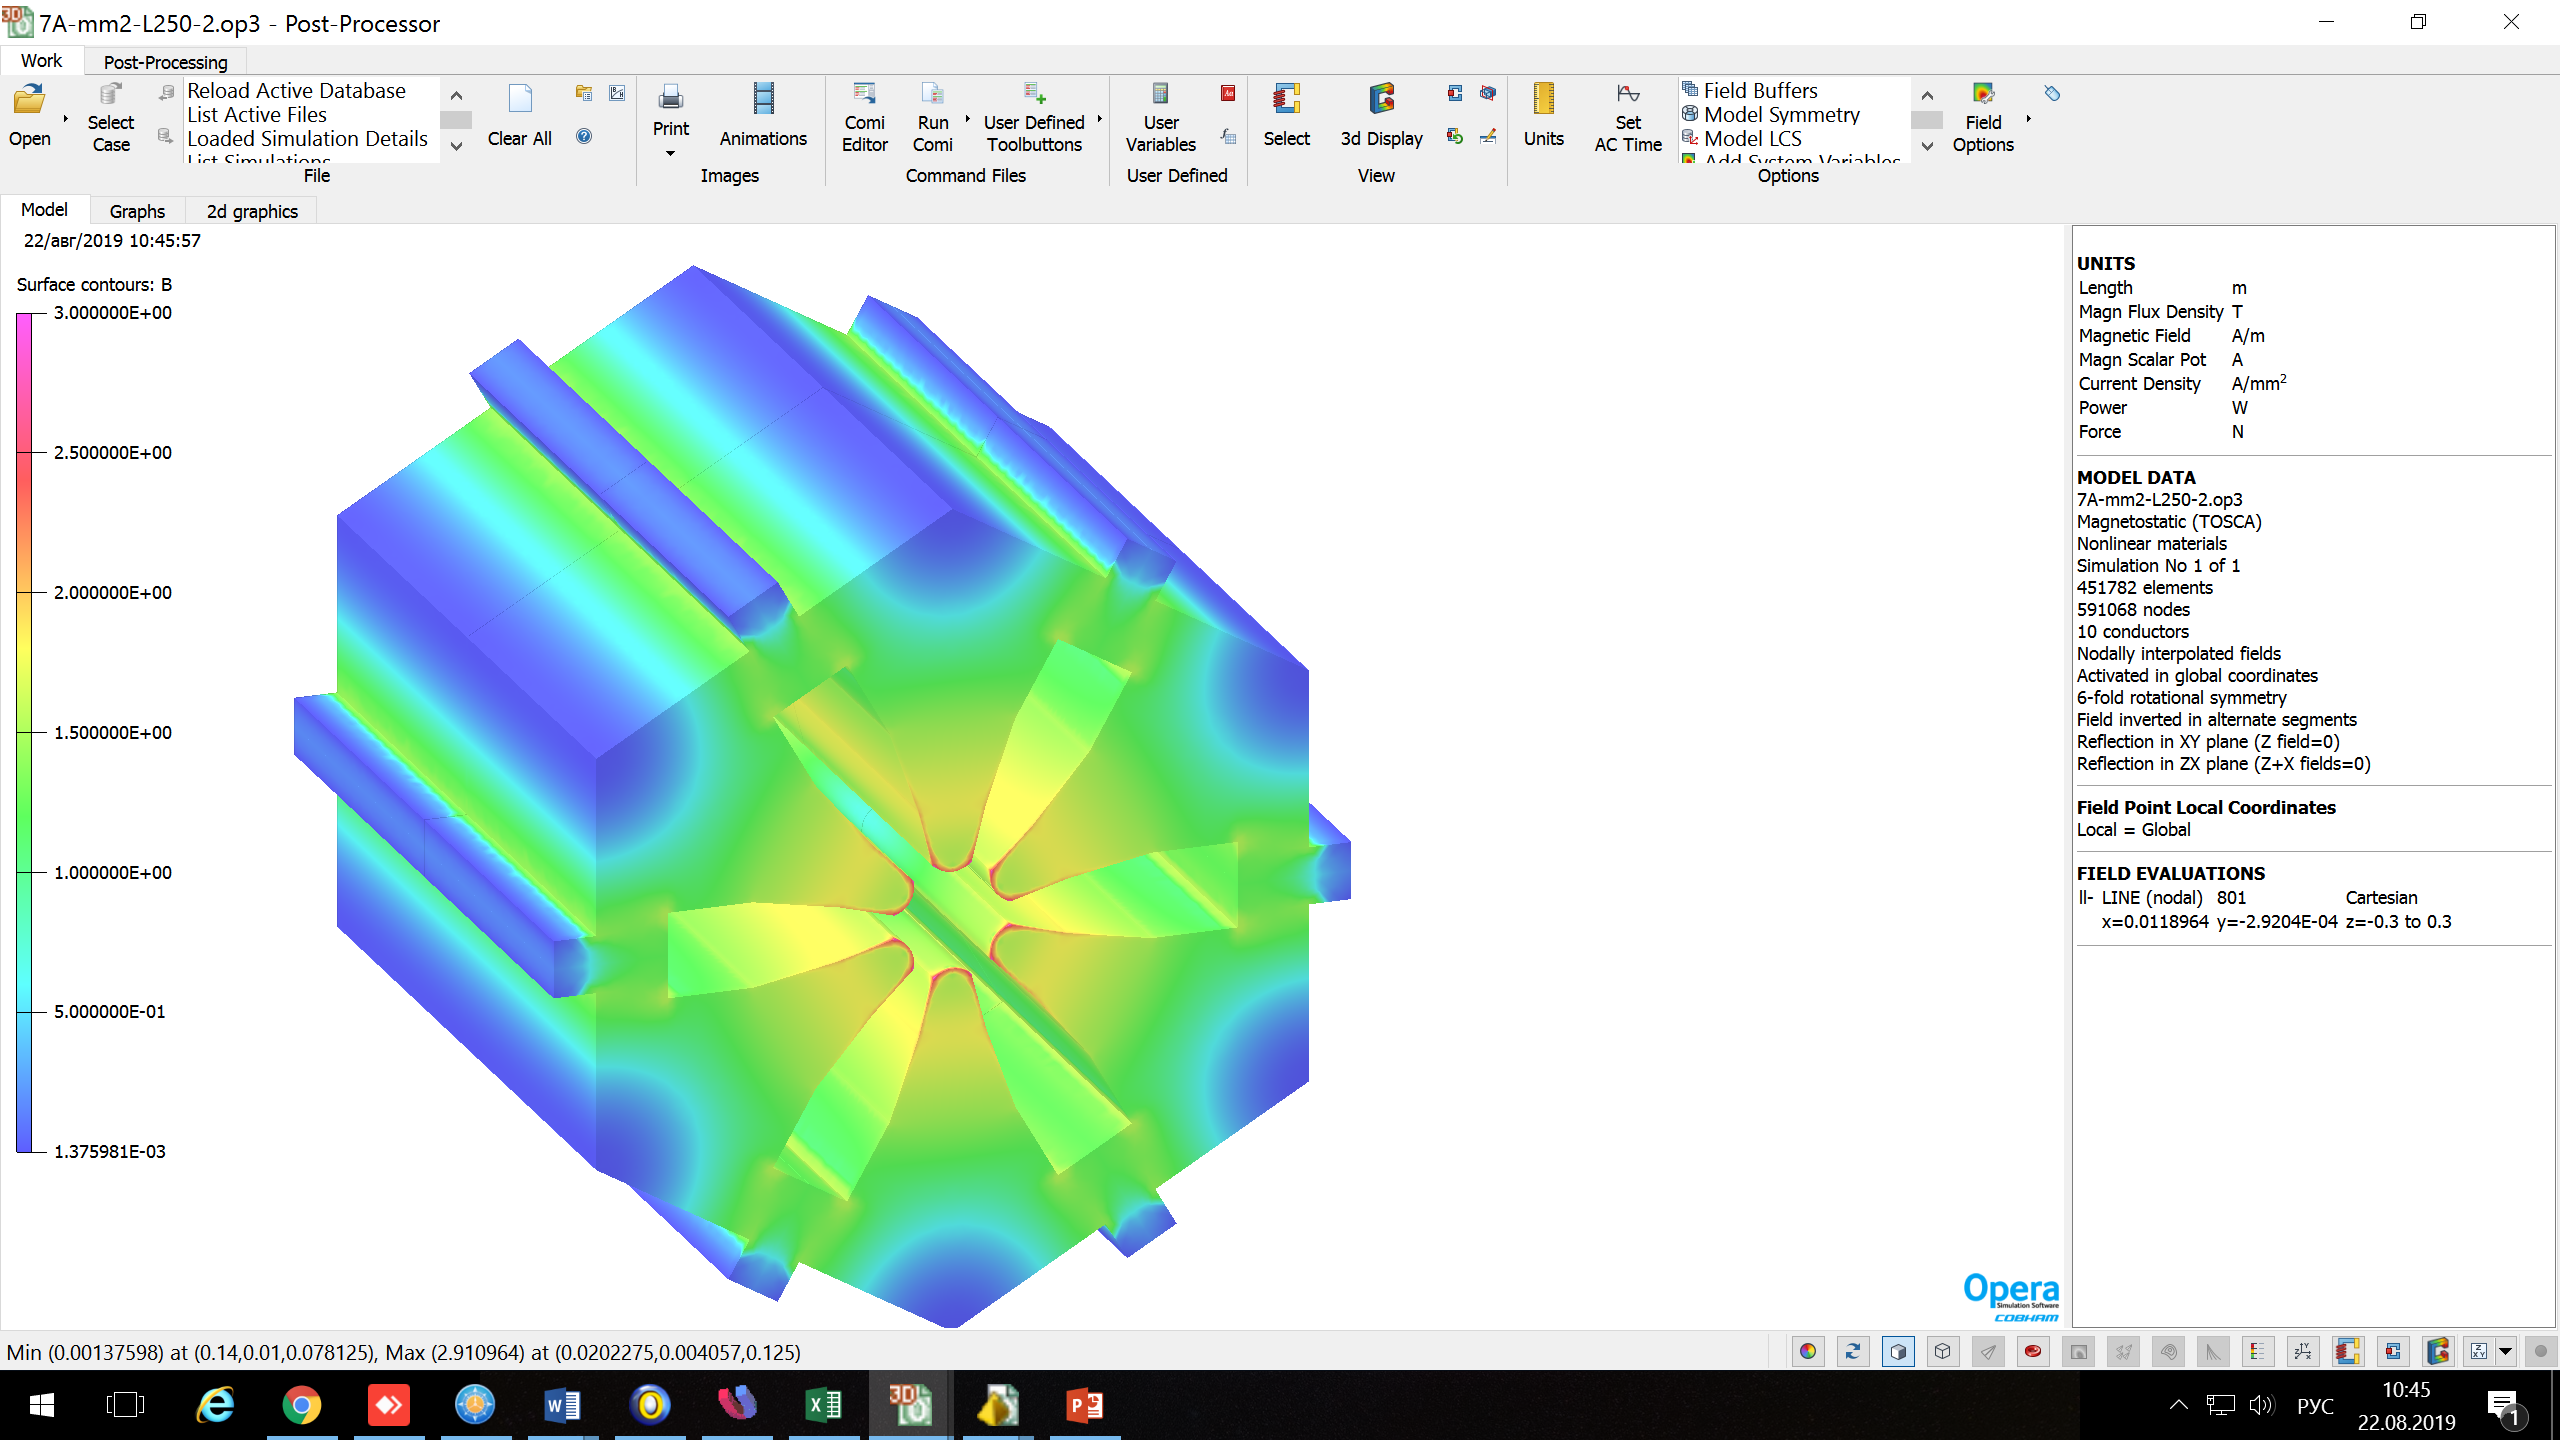 7A-mm2-L250-2.op3 - Post-Processor
Work
Post-Processing
Open
Select Case
Reload Active Database
List Active Files
Loaded Simulation Details
List Simulations
File
Clear All
Print
Animations
Images
Comi Editor
Run Comi
User Defined Toolbuttons
Command Files
User Variables
User Defined
Select
3d Display
View
Units
Set AC Time
Field Buffers
Model Symmetry
Model LCS
Add System Variables
Options
Field Options
Model
Graphs
2d graphics
22/авг/2019 10:45:57
Surface contours: B
3.000000E+00
2.500000E+00
2.000000E+00
1.500000E+00
1.000000E+00
5.000000E-01
1.375981E-03
UNITS
Length m
Magn Flux Density T
Magnetic Field A/m
Magn Scalar Pot A
Current Density A/mm2
Power W
Force N
MODEL DATA
7A-mm2-L250-2.op3
Magnetostatic (TOSCA)
Nonlinear materials
Simulation No 1 of 1
451782 elements
591068 nodes
10 conductors
Nodally interpolated fields
Activated in global coordinates
6-fold rotational symmetry
Field inverted in alternate segments
Reflection in XY plane (Z field=0)
Reflection in ZX plane (Z+X fields=0)
Field Point Local Coordinates
Local = Global
FIELD EVALUATIONS
ll- LINE (nodal) 801 Cartesian
x=0.0118964 y=-2.9204E-04 z=-0.3 to 0.3
Opera
Simulation Software
COBHAM
Min (0.00137598) at (0.14,0.01,0.078125), Max (2.910964) at (0.0202275,0.004057,0.125)
РУС
10:45
22.08.2019
1